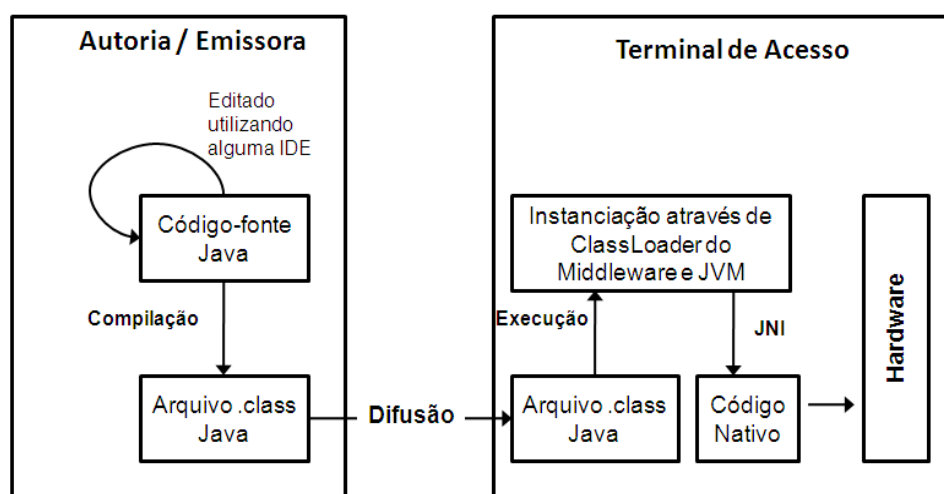 Autoria / Emissora
Editado
utilizando
alguma IDE
Código-fonte
Java
Compilação
Arquivo .class
Java
Difusão
Terminal de Acesso
Instanciação através de
ClassLoader do
Middleware e JVM
Execução
JNI
Arquivo .class
Java
Código
Nativo
Hardware